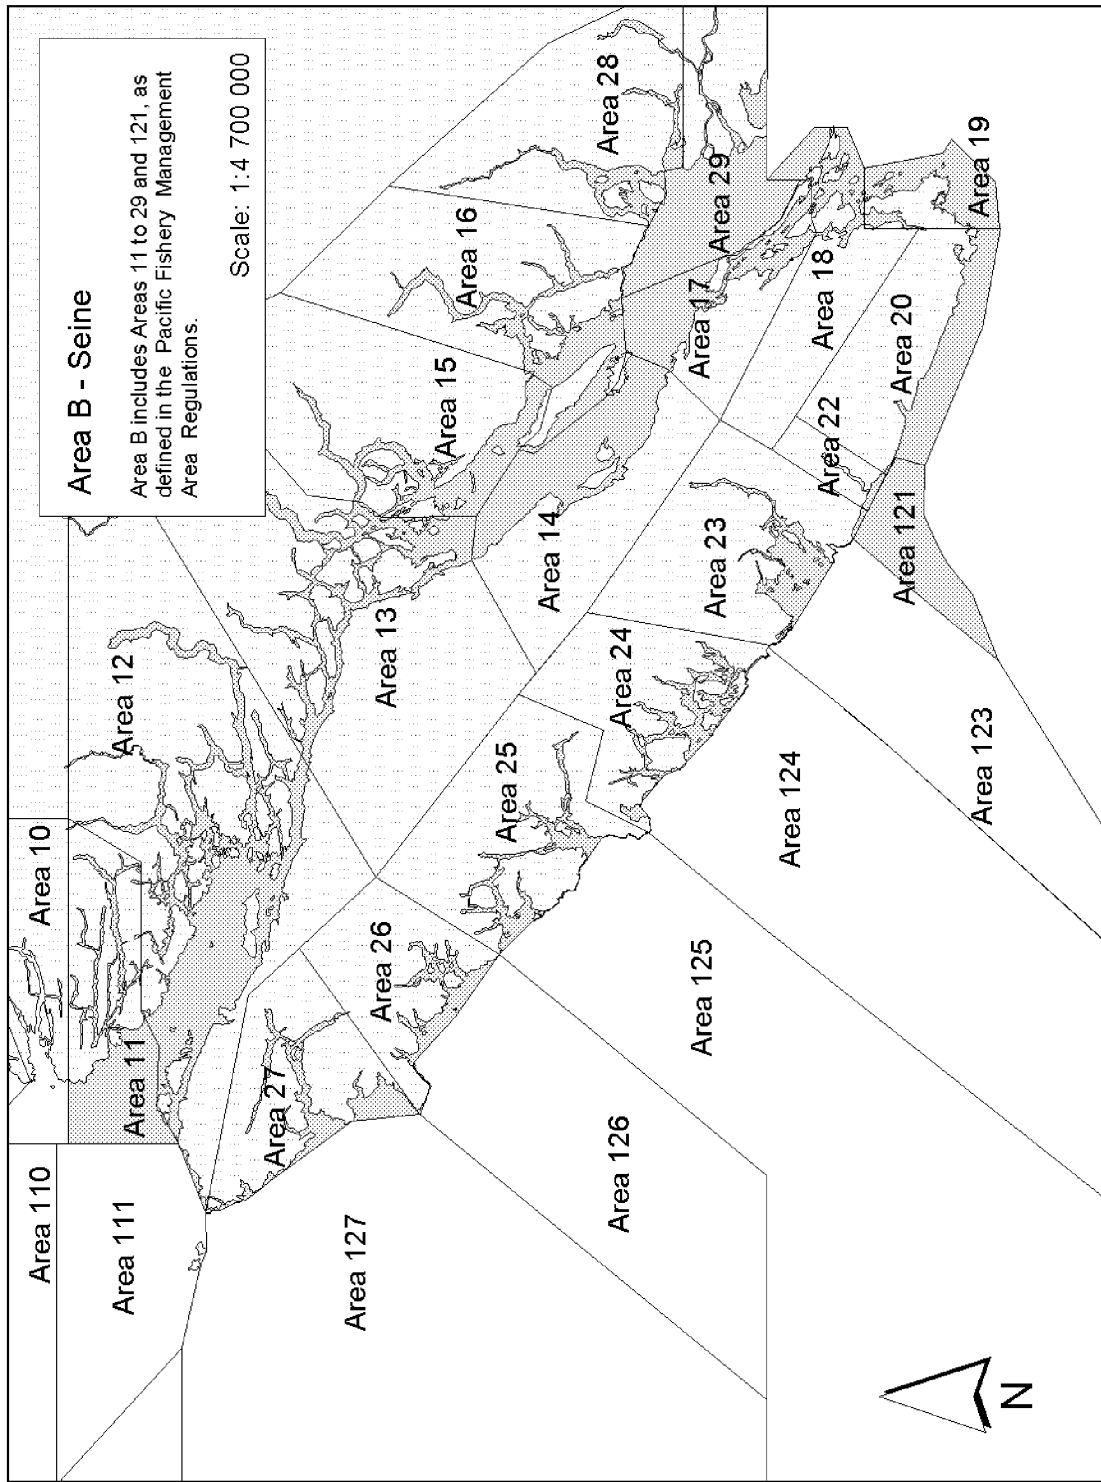 Area B - Seine
Area B includes Areas 11 to 29 and 121, as
defined in the Pacific Fishery Management
Area Regulations.
Scale: 1:4 700 000
Area 110
Area 10
Area 111
Area 11
Area 12
Area 127
Area 27
Area 26
Area 13
Area 15
Area 16
Area 28
Area 25
Area 14
Area 17
Area 29
Area 126
Area 125
Area 24
Area 23
Area 124
Area 22
Area 18
Area 20
Area 121
Area 123
Area 19
N